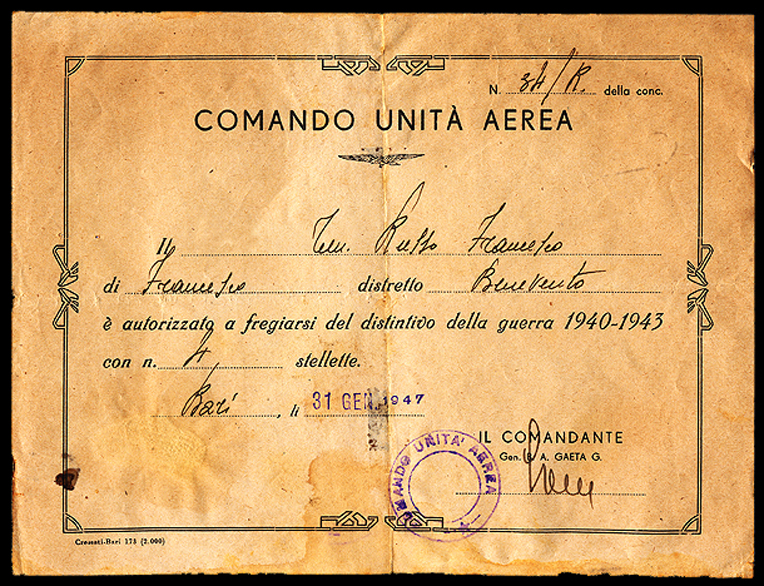 N. 34/R. della conc.
COMANDO UNITÀ AEREA
Il Ten. Russo Francesco
di Francesco distretto Benevento
è autorizzato a fregiarsi del distintivo della guerra 1940-1943
con n. 4 stellette.
Bari, li 31 GEN. 1947
IL COMANDANTE
Gen. B. A. GAETA G.
COMANDO UNITA' AEREA
Cressati-Bari 173 (2.000)